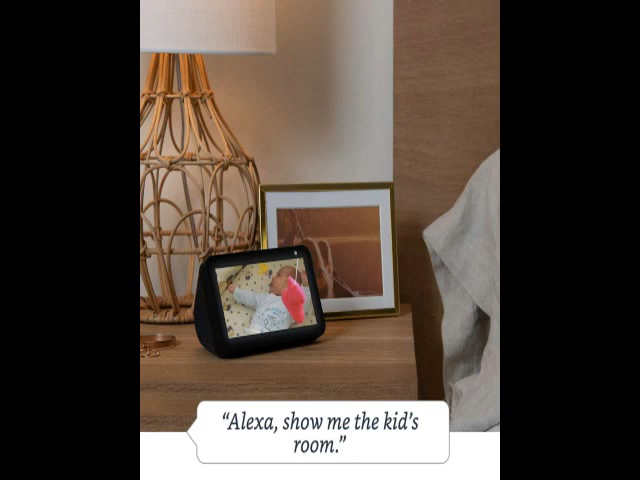 “Alexa, show me the kid’s
room.”